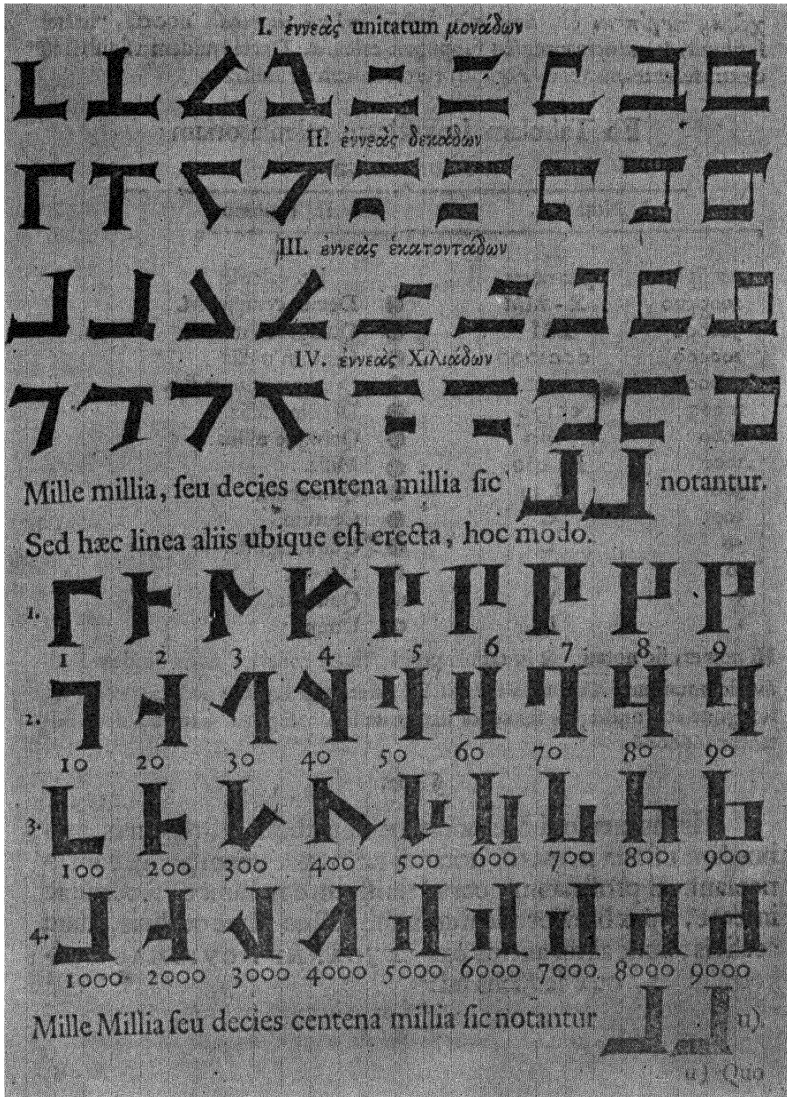 I. ἐννεὰς unitatum μονάδων
II. ἐννεὰς δεκάδων
III. ἐννεὰς ἑκατοντάδων
IV. ἐννεὰς Χιλιάδων
Mille millia, ſeu decies centena millia ſic notantur.
Sed hæc linea aliis ubique eſt erecta, hoc modo.
1.
1 2 3 4 5 6 7 8 9
2.
10 20 30 40 50 60 70 80 90
3.
100 200 300 400 500 600 700 800 900
4.
1000 2000 3000 4000 5000 6000 7000 8000 9000
Mille Millia ſeu decies centena millia ſic notantur u).
u) Quo